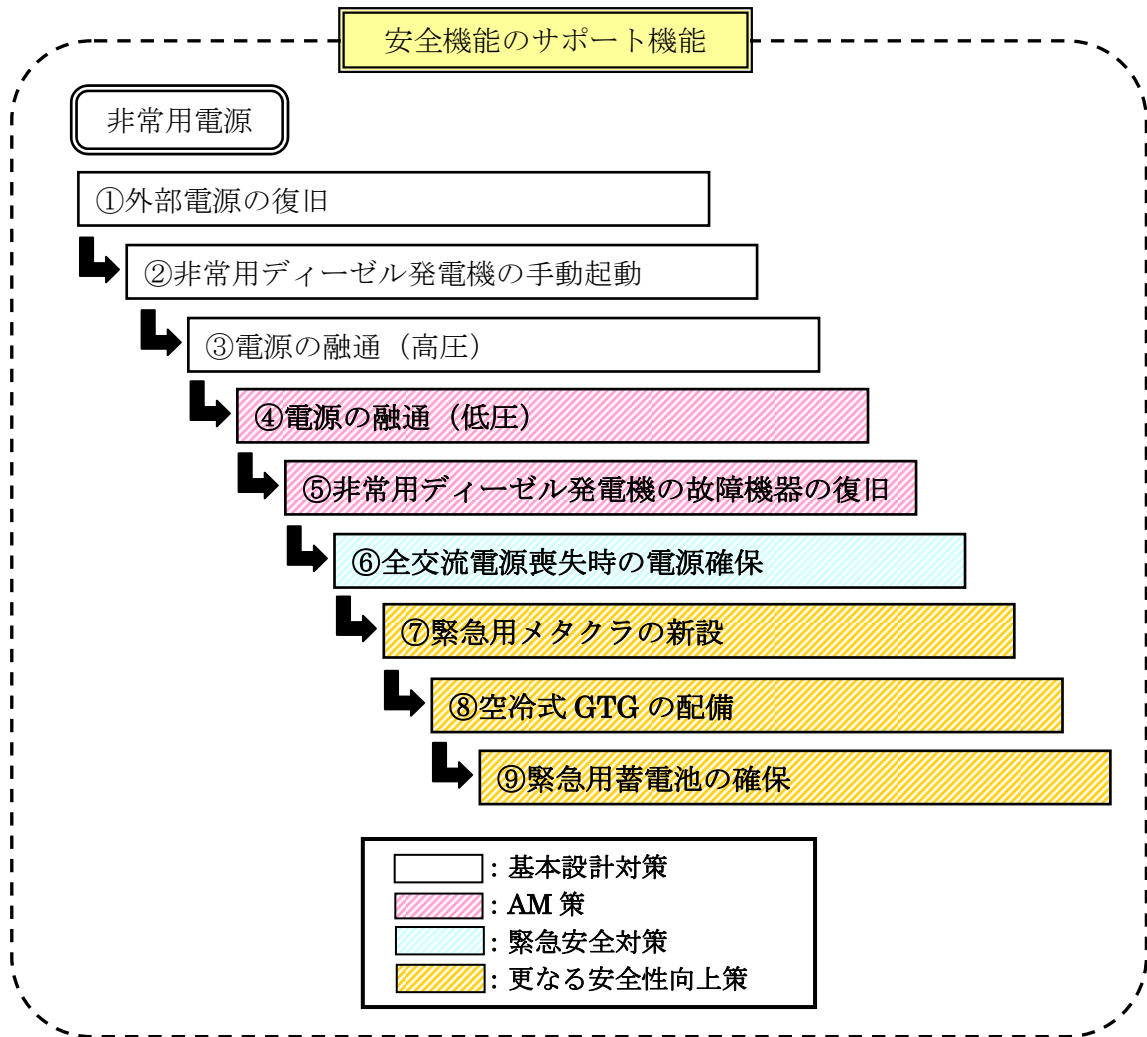 安全機能のサポート機能
非常用電源
①外部電源の復旧
②非常用ディーゼル発電機の手動起動
③電源の融通（高圧）
④電源の融通（低圧）
⑤非常用ディーゼル発電機の故障機器の復旧
⑥全交流電源喪失時の電源確保
⑦緊急用メタクラの新設
⑧空冷式 GTG の配備
⑨緊急用蓄電池の確保
：基本設計対策
：AM 策
：緊急安全対策
：更なる安全性向上策